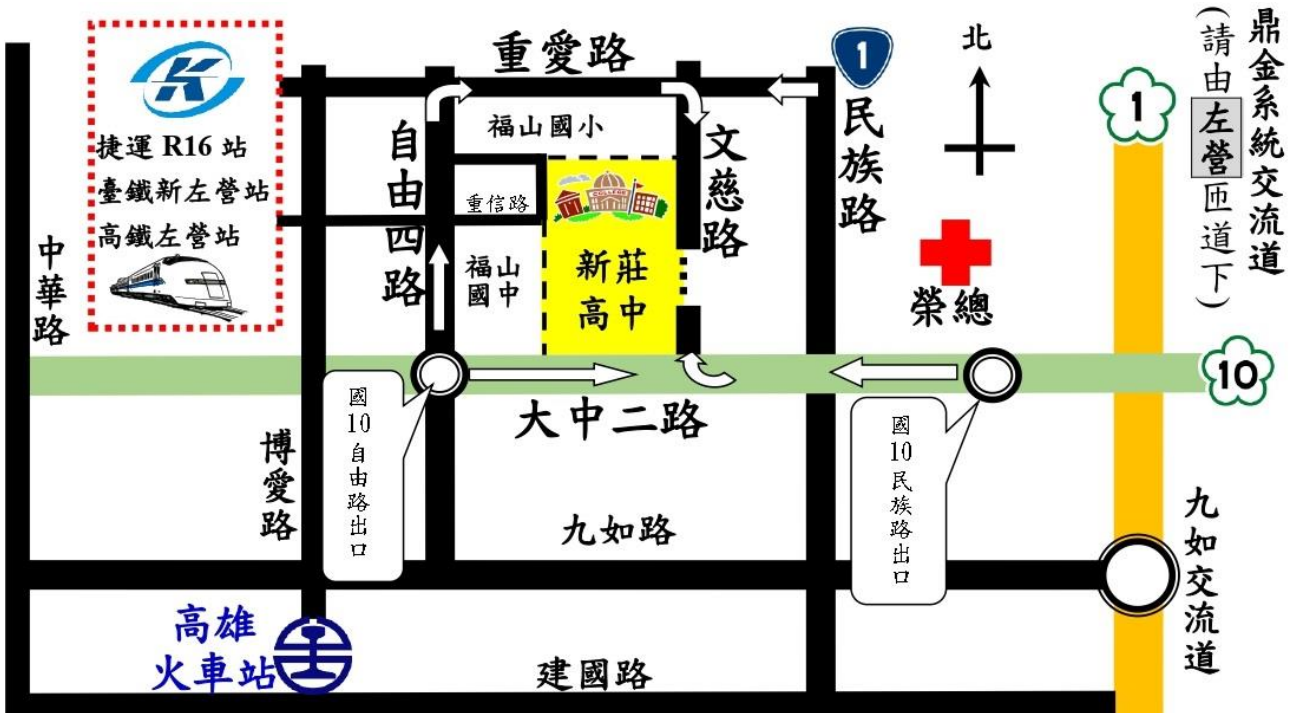 捷運 R16 站
臺鐵新左營站
高鐵左營站
中華路
博愛路
高雄
火車站
自由四路
重愛路
福山國小
重信路
福山
國中
新莊
高中
COLLEGE
文慈路
1
民族路
北
榮總
1
鼎金系統交流道
(請由左營匝道下)
10
大中二路
國10自由路出口
國10民族路出口
九如路
九如交流道
建國路